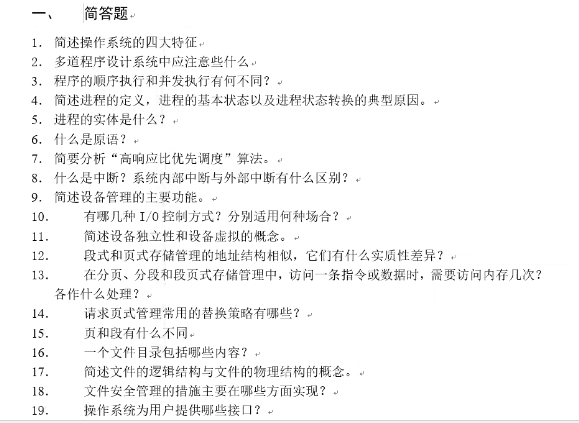 一、 简答题
1. 简述操作系统的四大特征
2. 多道程序设计系统中应注意些什么
3. 程序的顺序执行和并发执行有何不同？
4. 简述进程的定义，进程的基本状态以及进程状态转换的典型原因。
5. 进程的实体是什么？
6. 什么是原语？
7. 简要分析“高响应比优先调度”算法。
8. 什么是中断？系统内部中断与外部中断有什么区别？
9. 简述设备管理的主要功能。
10. 有哪几种 I/O 控制方式？分别适用何种场合？
11. 简述设备独立性和设备虚拟的概念。
12. 段式和页式存储管理的地址结构相似，它们有什么实质性差异？
13. 在分页、分段和段页式存储管理中，访问一条指令或数据时，需要访问内存几次？
各作什么处理？
14. 请求页式管理常用的替换策略有哪些？
15. 页和段有什么不同
16. 一个文件目录包括哪些内容？
17. 简述文件的逻辑结构与文件的物理结构的概念。
18. 文件安全管理的措施主要在哪些方面实现？
19. 操作系统为用户提供哪些接口？